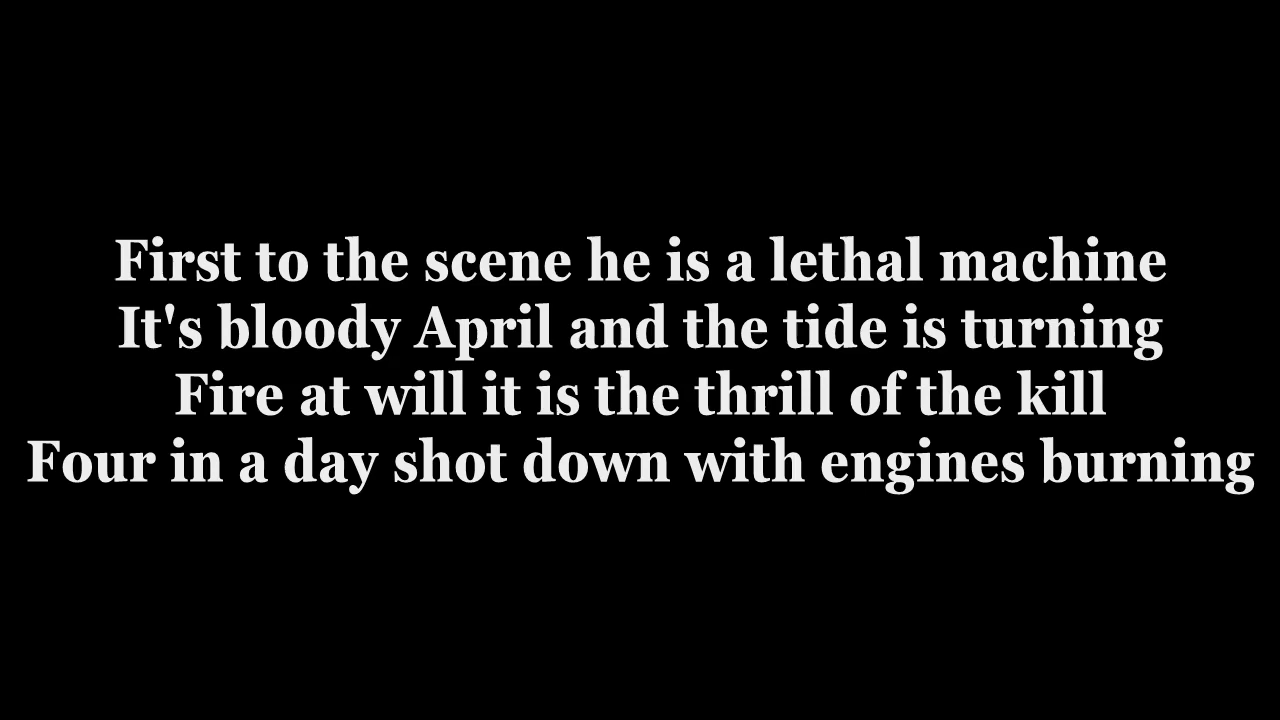 First to the scene he is a lethal machine
It's bloody April and the tide is turning
Fire at will it is the thrill of the kill
Four in a day shot down with engines burning